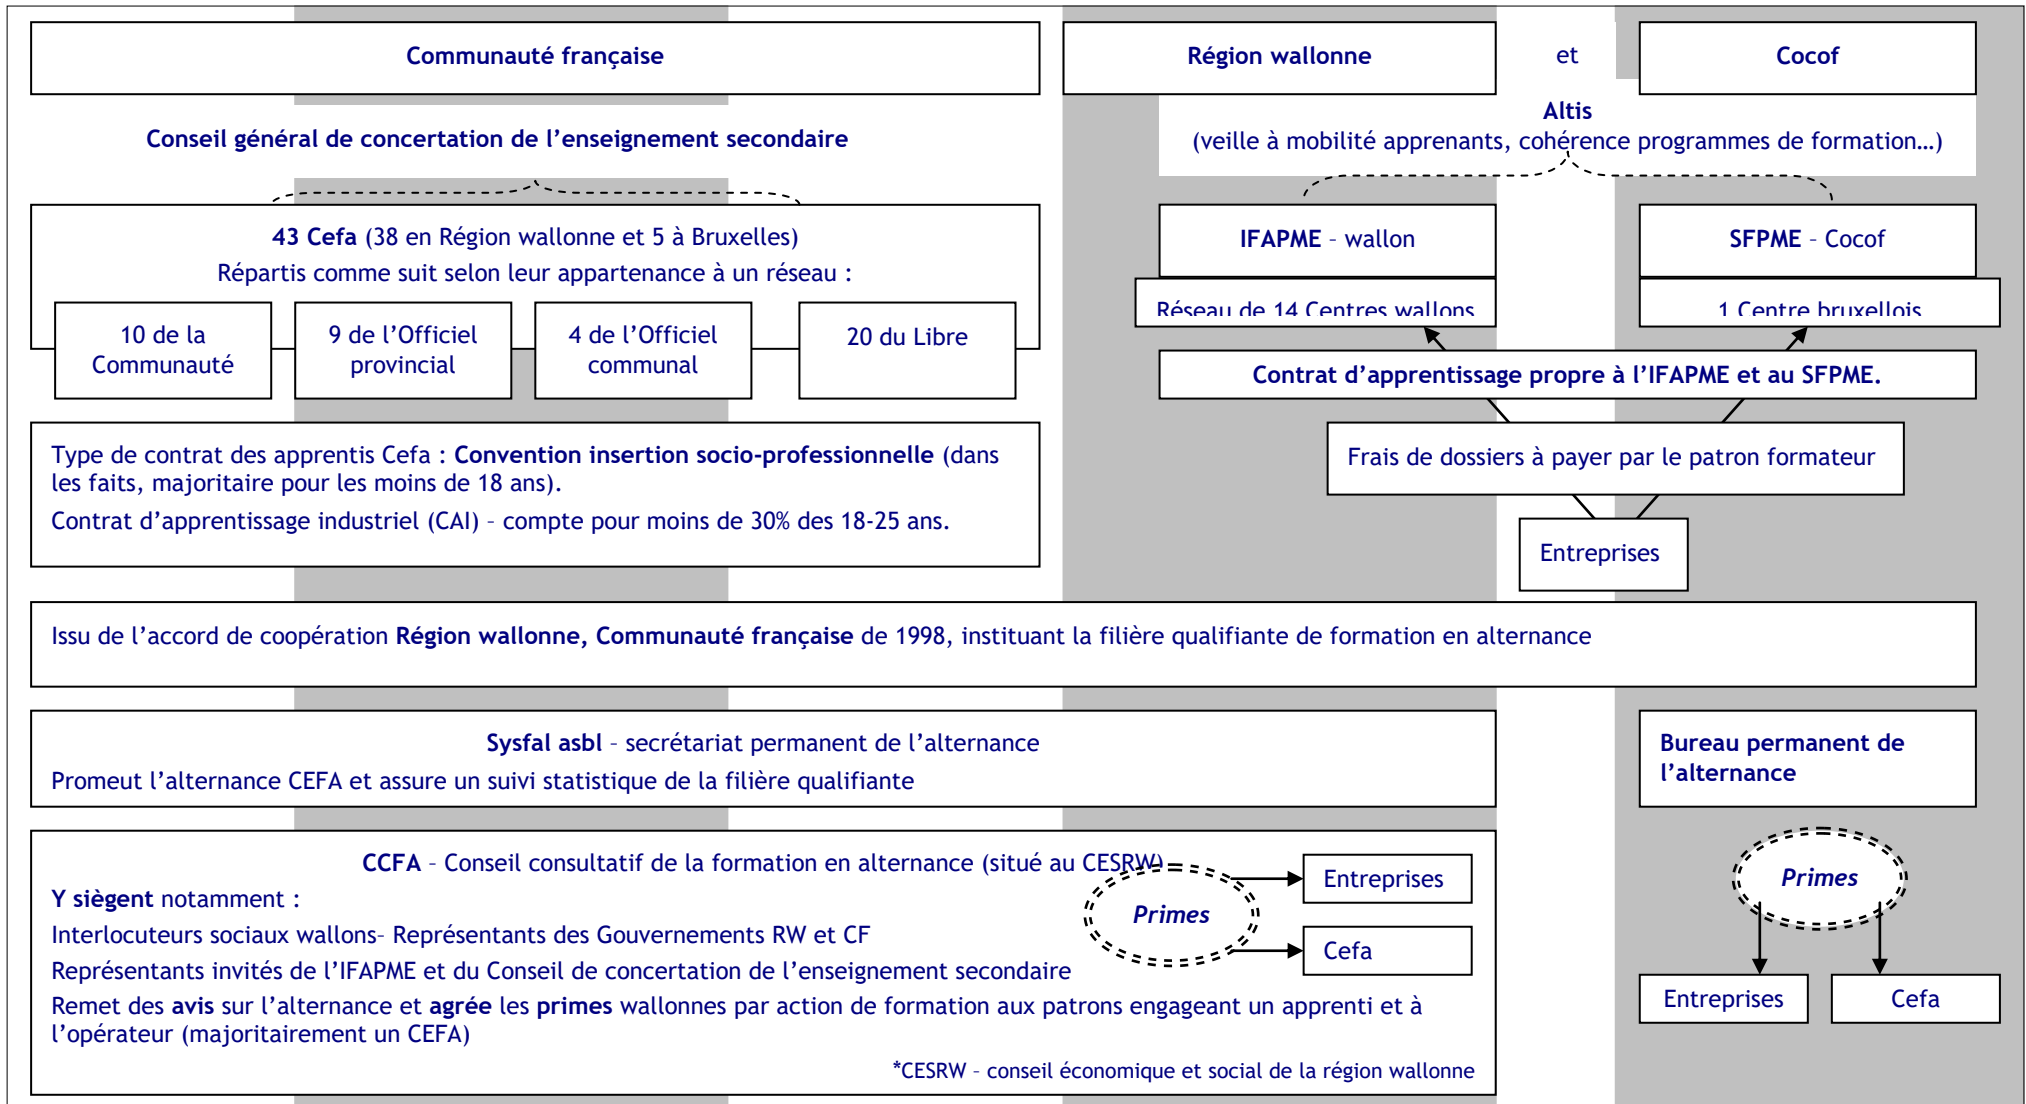 Communauté française
Région wallonne
et
Cocof
Conseil général de concertation de l’enseignement secondaire
Altis
(veille à mobilité apprenants, cohérence programmes de formation…)
43 Cefa (38 en Région wallonne et 5 à Bruxelles)
Répartis comme suit selon leur appartenance à un réseau :
10 de la
Communauté
9 de l’Officiel
provincial
4 de l’Officiel
communal
20 du Libre
IFAPME – wallon
SFPME – Cocof
Réseau de 14 Centres wallons
1 Centre bruxellois
Contrat d’apprentissage propre à l’IFAPME et au SFPME.
Type de contrat des apprentis Cefa : Convention insertion socio-professionnelle (dans
les faits, majoritaire pour les moins de 18 ans).
Contrat d’apprentissage industriel (CAI) – compte pour moins de 30% des 18-25 ans.
Frais de dossiers à payer par le patron formateur
Entreprises
Issu de l’accord de coopération Région wallonne, Communauté française de 1998, instituant la filière qualifiante de formation en alternance
Sysfal asbl – secrétariat permanent de l’alternance
Promeut l’alternance CEFA et assure un suivi statistique de la filière qualifiante
Bureau permanent de
l’alternance
CCFA – Conseil consultatif de la formation en alternance (situé au CESRW)
Y siègent notamment :
Interlocuteurs sociaux wallons– Représentants des Gouvernements RW et CF
Représentants invités de l’IFAPME et du Conseil de concertation de l’enseignement secondaire
Remet des avis sur l’alternance et agrée les primes wallonnes par action de formation aux patrons engageant un apprenti et à
l’opérateur (majoritairement un CEFA)
*CESRW – conseil économique et social de la région wallonne
Primes
Entreprises
Cefa
Primes
Entreprises
Cefa